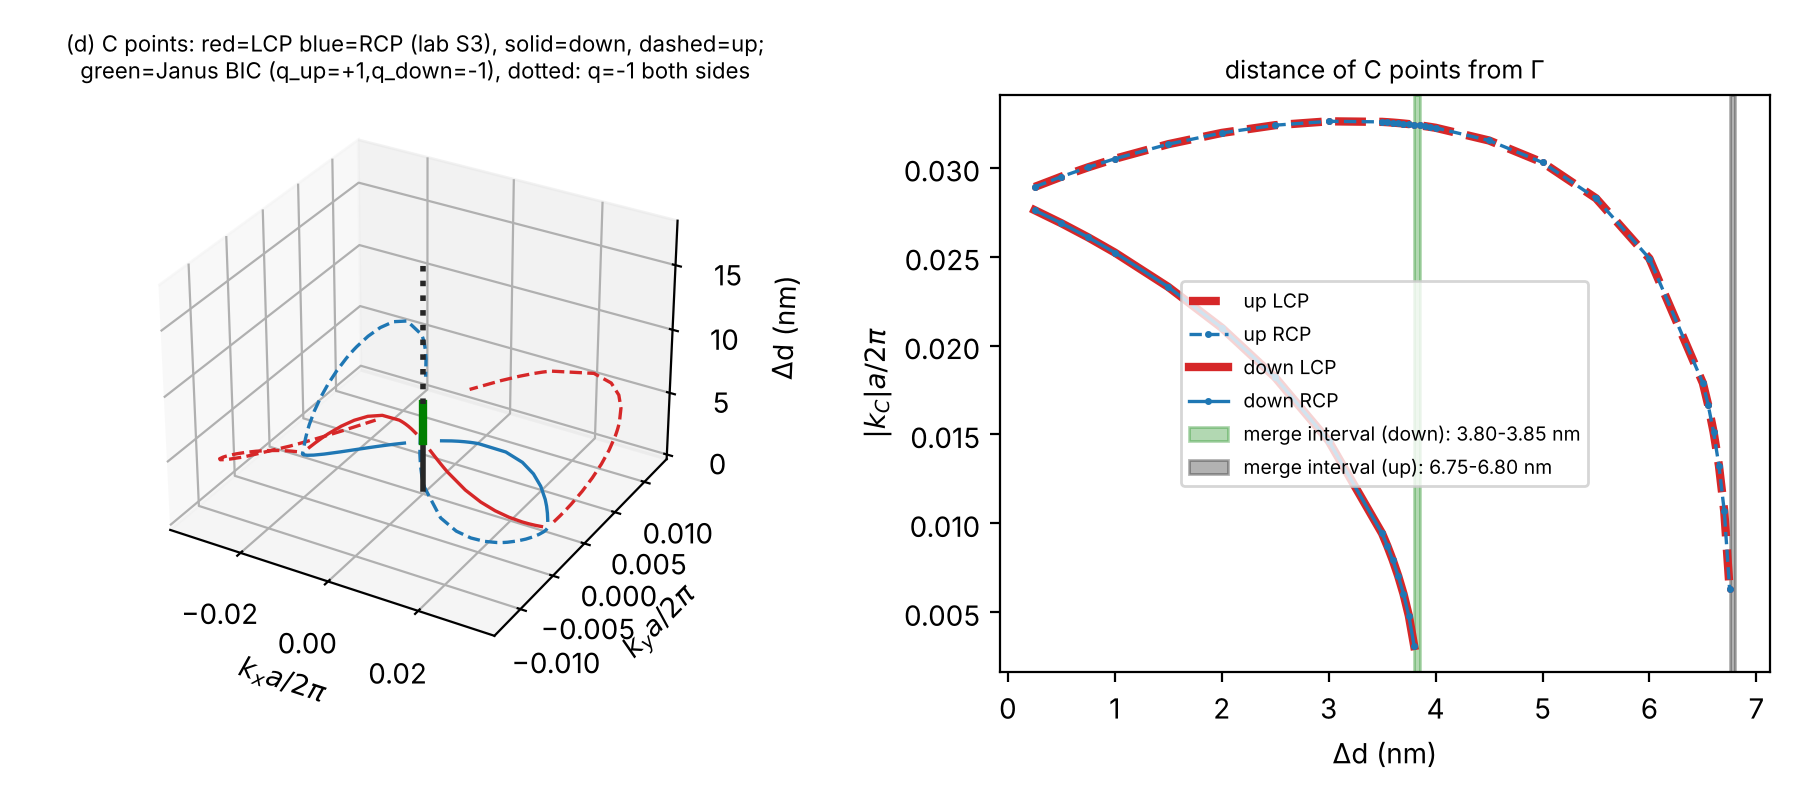 (d) C points: red=LCP blue=RCP (lab S3), solid=down, dashed=up;
green=Janus BIC (q_up=+1,q_down=-1), dotted: q=-1 both sides
15
10
5
0
Δd (nm)
0.010
0.005
0.000
−0.005
−0.010
kya/2π
−0.02
0.00
0.02
kxa/2π
distance of C points from Γ
0.030
0.025
0.020
0.015
0.010
0.005
|kC|a/2π
up LCP
up RCP
down LCP
down RCP
merge interval (down): 3.80-3.85 nm
merge interval (up): 6.75-6.80 nm
0 1 2 3 4 5 6 7
Δd (nm)